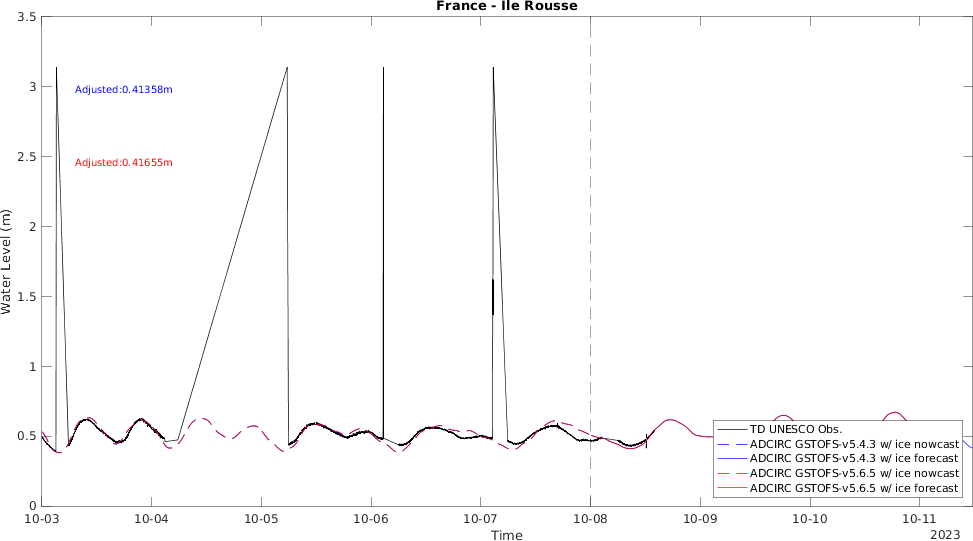 France - Ile Rousse
3.5
3
2.5
2
1.5
1
0.5
0
Water Level (m)
Adjusted:0.41358m
Adjusted:0.41655m
TD UNESCO Obs.
ADCIRC GSTOFS-v5.4.3 w/ ice nowcast
ADCIRC GSTOFS-v5.4.3 w/ ice forecast
ADCIRC GSTOFS-v5.6.5 w/ ice nowcast
ADCIRC GSTOFS-v5.6.5 w/ ice forecast
10-03 10-04 10-05 10-06 10-07 10-08 10-09 10-10 10-11
Time
2023